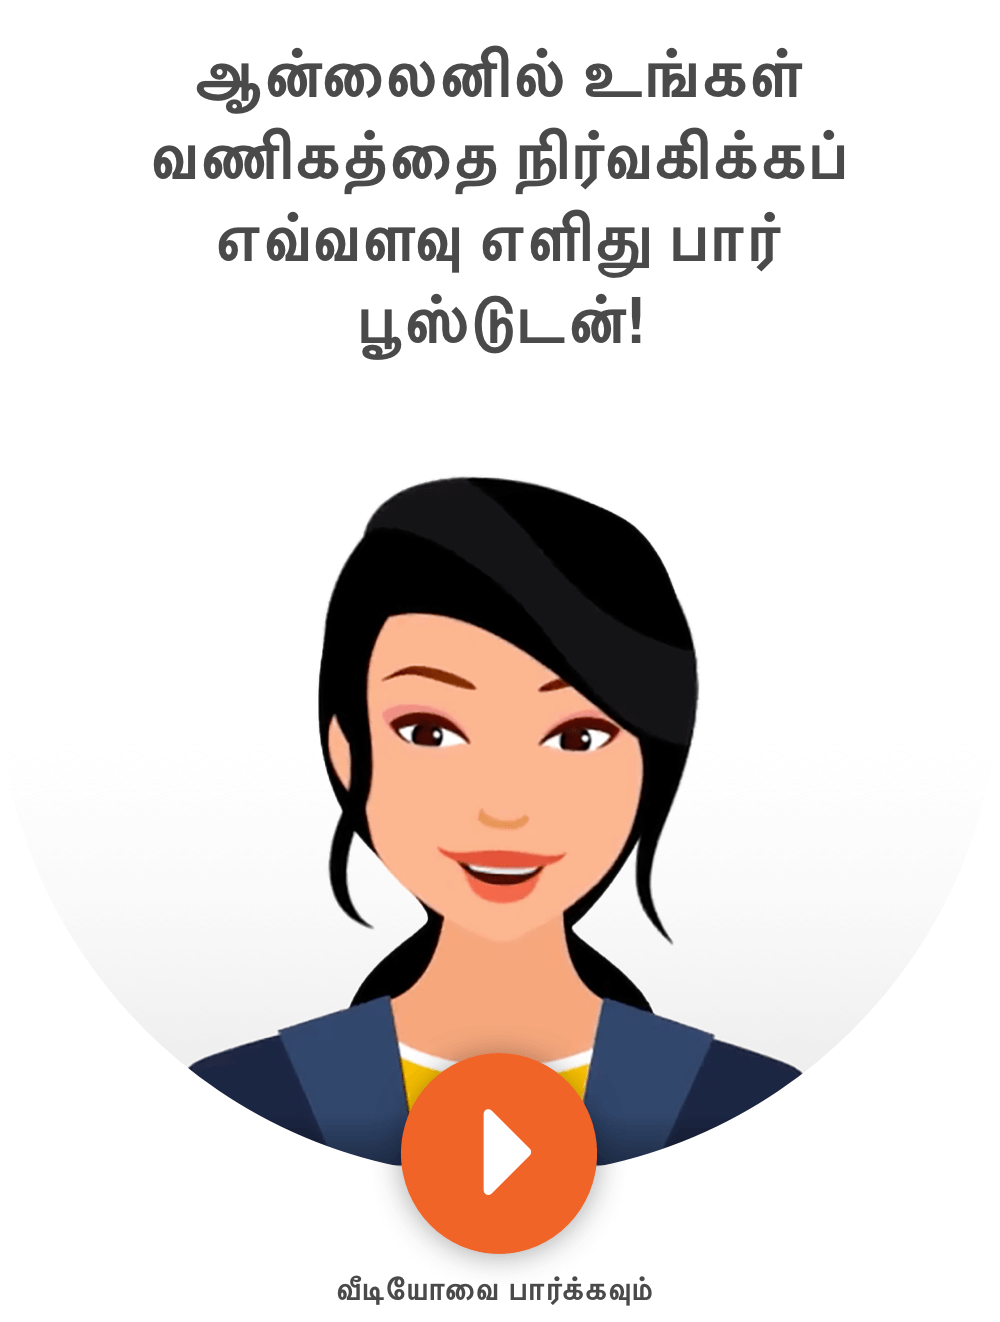 ஆன்லைனில் உங்கள்
வணிகத்தை நிர்வகிக்கப்
எவ்வளவு எளிது பார்
பூஸ்டுடன்!
வீடியோவை பார்க்கவும்